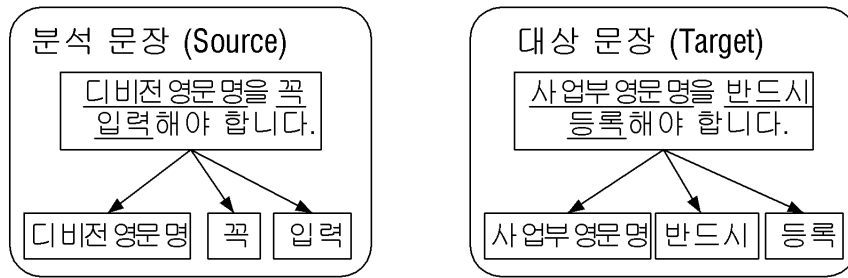 분석 문장 (Source)
디비전영문명을 꼭
입력해야 합니다.
디비전영문명 꼭 입력
대상 문장 (Target)
사업부영문명을 반드시
등록해야 합니다.
사업부영문명 반드시 등록